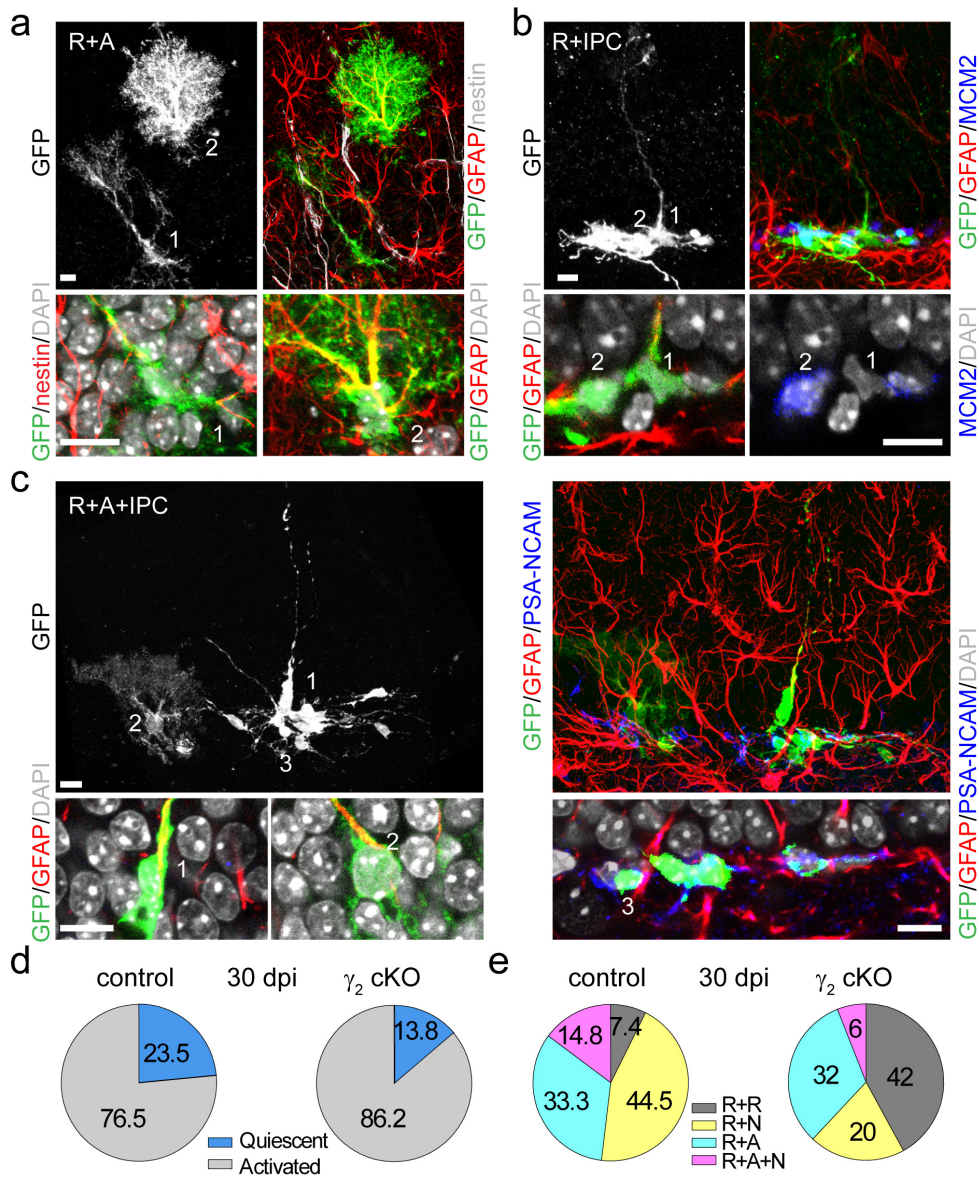 a
R+A
GFP
2
1
GFP/GFAP/nestin
GFP/nestin/DAPI
1
2
GFP/GFAP/DAPI
b
R+IPC
GFP
2
1
GFP/GFAP/MCM2
GFP/GFAP/DAPI
2
1
2
1
MCM2/DAPI
c
R+A+IPC
GFP
1
2
3
GFP/GFAP/PSA-NCAM
GFP/GFAP/DAPI
1
2
3
GFP/GFAP/PSA-NCAM/DAPI
d
control 30 dpi γ2 cKO
23.5
76.5
13.8
86.2
Quiescent
Activated
e
control 30 dpi γ2 cKO
7.4
14.8
33.3
44.5
6
32
42
20
R+R
R+N
R+A
R+A+N